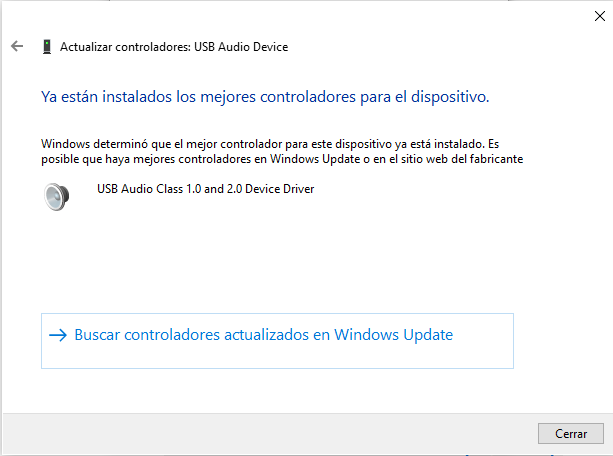 Actualizar controladores: USB Audio Device
Ya están instalados los mejores controladores para el dispositivo.
Windows determinó que el mejor controlador para este dispositivo ya está instalado. Es
posible que haya mejores controladores en Windows Update o en el sitio web del fabricante
USB Audio Class 1.0 and 2.0 Device Driver
Buscar controladores actualizados en Windows Update
Cerrar